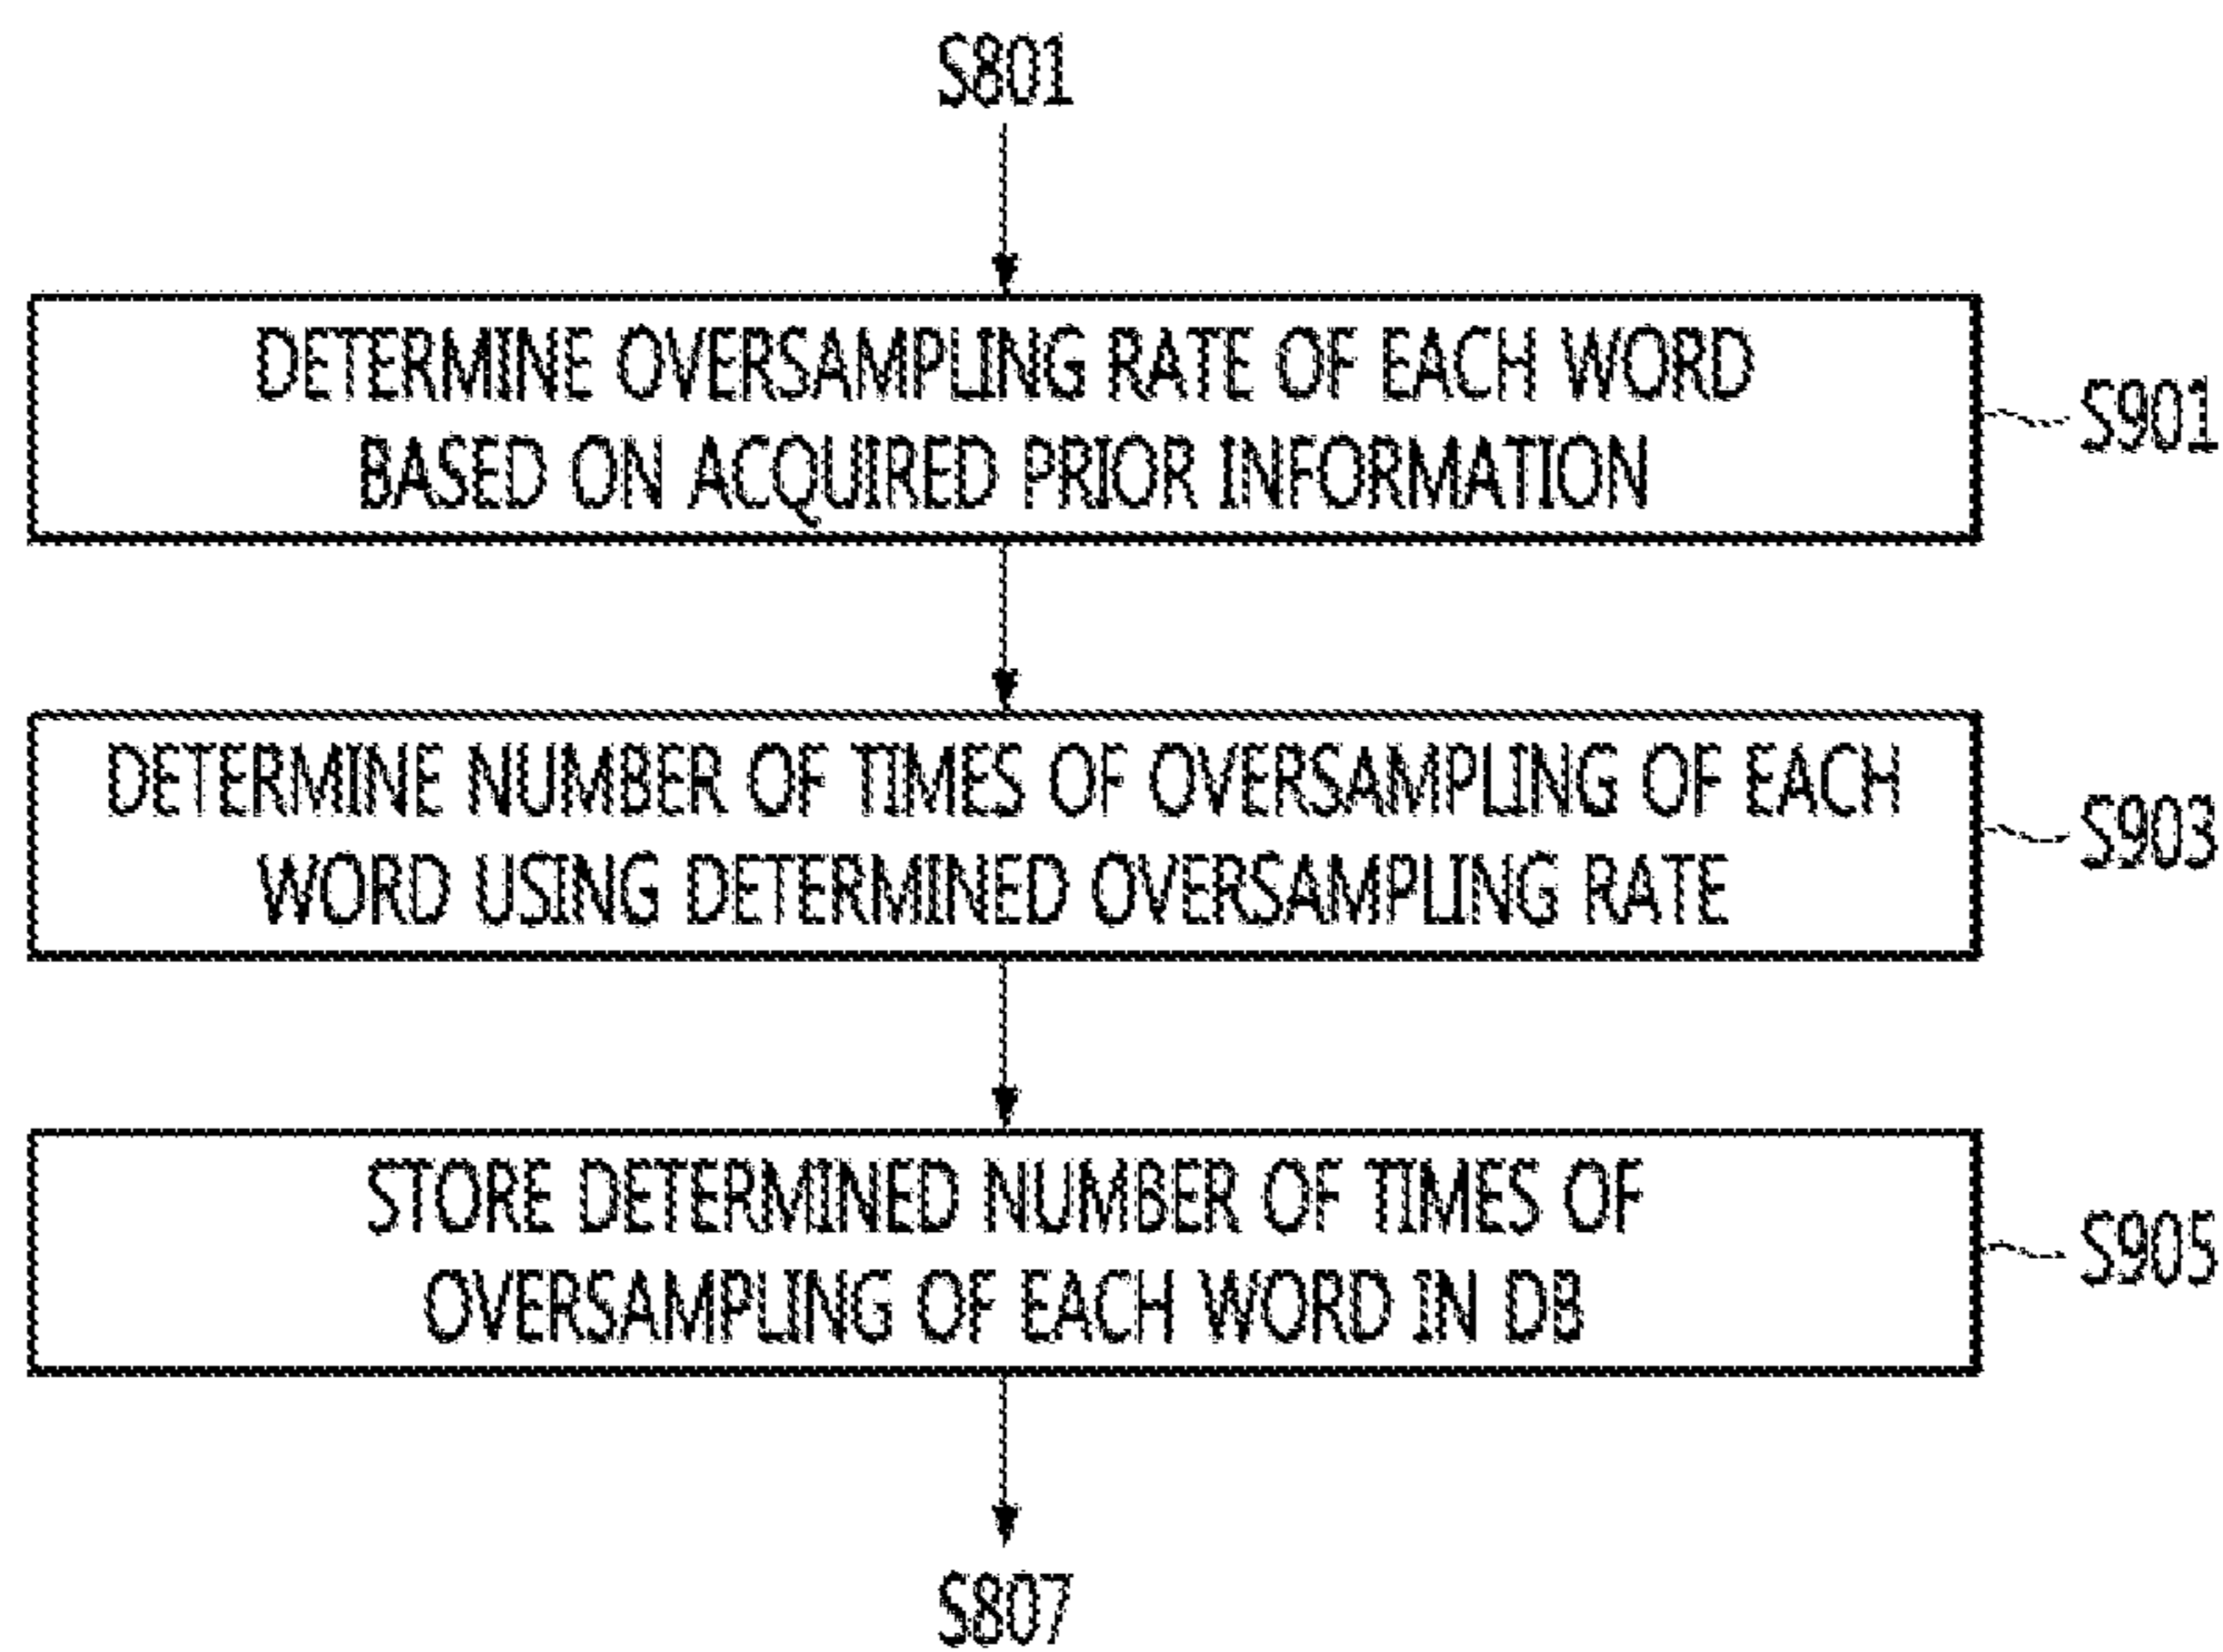 S801
DETERMINE OVERSAMPLING RATE OF EACH WORD
BASED ON ACQUIRED PRIOR INFORMATION
S901
DETERMINE NUMBER OF TIMES OF OVERSAMPLING OF EACH
WORD USING DETERMINED OVERSAMPLING RATE
S903
STORE DETERMINED NUMBER OF TIMES OF
OVERSAMPLING OF EACH WORD IN DB
S905
S807